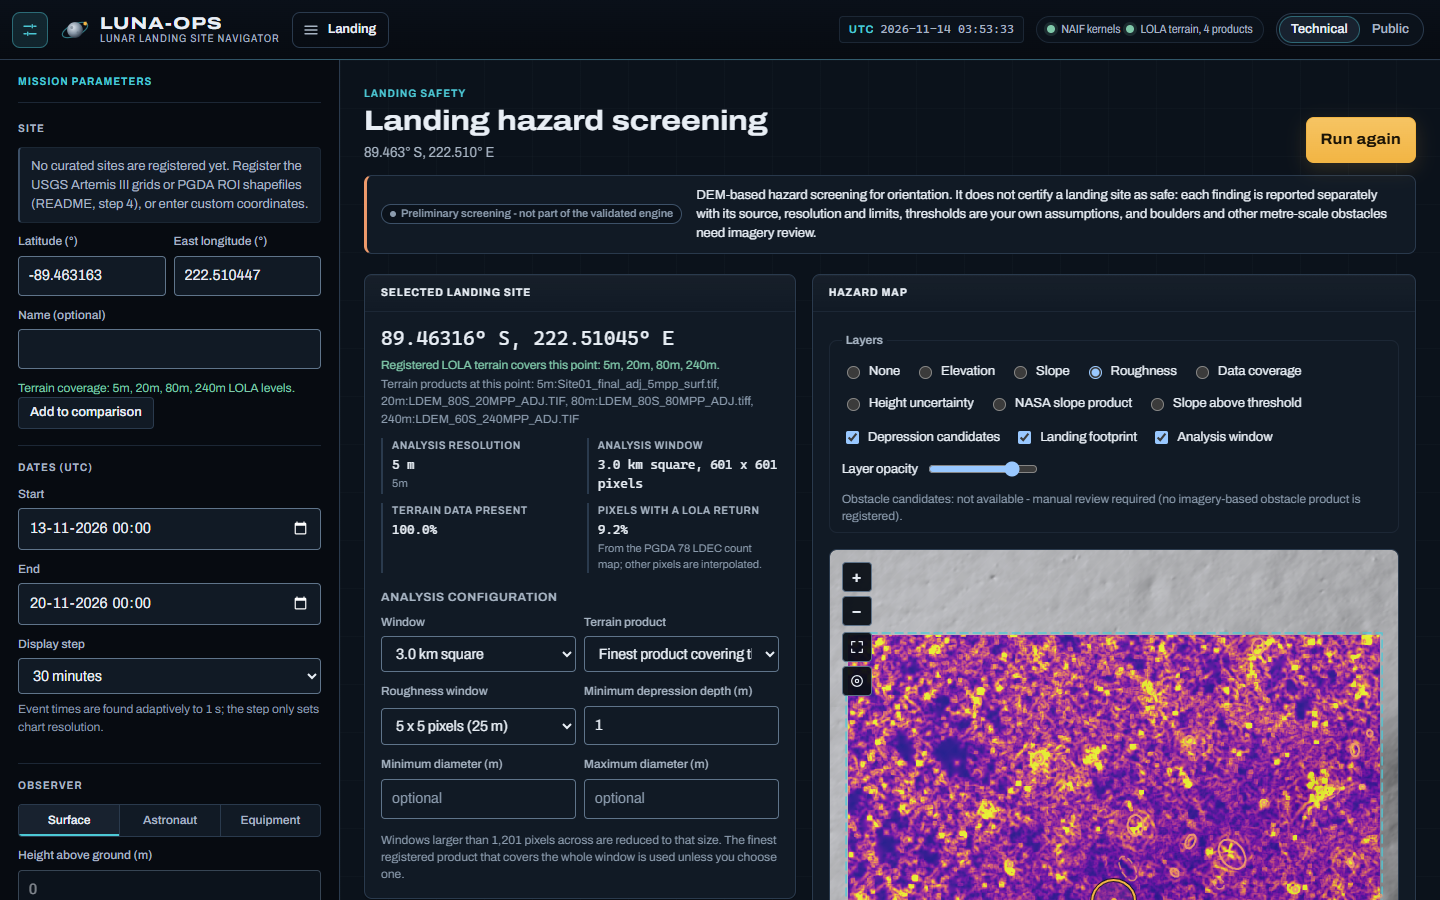 LUNA-OPS
LUNAR LANDING SITE NAVIGATOR
Landing
UTC 2026-11-14 03:53:33
NAIF kernels
LOLA terrain, 4 products
Technical
Public
MISSION PARAMETERS
SITE
No curated sites are registered yet. Register the
USGS Artemis III grids or PGDA ROI shapefiles
(README, step 4), or enter custom coordinates.
Latitude (°)
East longitude (°)
-89.463163
222.510447
Name (optional)
Terrain coverage: 5m, 20m, 80m, 240m LOLA levels.
Add to comparison
DATES (UTC)
Start
13-11-2026 00:00
End
20-11-2026 00:00
Display step
30 minutes
Event times are found adaptively to 1 s; the step only sets
chart resolution.
OBSERVER
Surface
Astronaut
Equipment
Height above ground (m)
0
LANDING SAFETY
Landing hazard screening
89.463° S, 222.510° E
Run again
Preliminary screening - not part of the validated engine
DEM-based hazard screening for orientation. It does not certify a landing site as safe: each finding is reported separately
with its source, resolution and limits, thresholds are your own assumptions, and boulders and other metre-scale obstacles
need imagery review.
SELECTED LANDING SITE
89.46316° S, 222.51045° E
Registered LOLA terrain covers this point: 5m, 20m, 80m, 240m.
Terrain products at this point: 5m:Site01_final_adj_5mpp_surf.tif,
20m:LDEM_80S_20MPP_ADJ.TIF, 80m:LDEM_80S_80MPP_ADJ.tiff,
240m:LDEM_60S_240MPP_ADJ.TIF
ANALYSIS RESOLUTION
5 m
5m
ANALYSIS WINDOW
3.0 km square, 601 x 601
pixels
TERRAIN DATA PRESENT
100.0%
PIXELS WITH A LOLA RETURN
9.2%
From the PGDA 78 LDEC count
map; other pixels are interpolated.
ANALYSIS CONFIGURATION
Window
Terrain product
3.0 km square
Finest product covering t
Roughness window
Minimum depression depth (m)
5 x 5 pixels (25 m)
1
Minimum diameter (m)
Maximum diameter (m)
optional
optional
Windows larger than 1,201 pixels across are reduced to that size. The finest
registered product that covers the whole window is used unless you choose
one.
HAZARD MAP
Layers
None
Elevation
Slope
Roughness
Data coverage
Height uncertainty
NASA slope product
Slope above threshold
Depression candidates
Landing footprint
Analysis window
Layer opacity
Obstacle candidates: not available - manual review required (no imagery-based obstacle product is
registered).
+
−